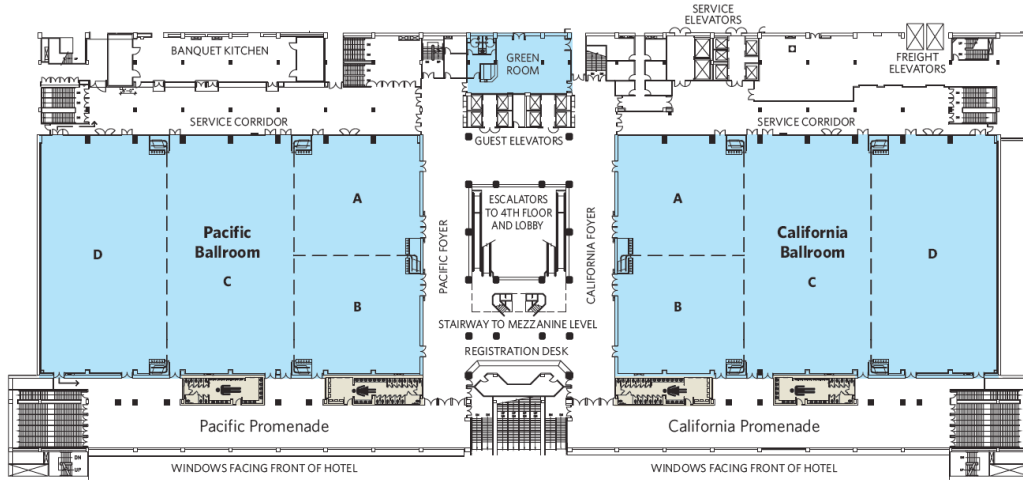 SERVICE
ELEVATORS
BANQUET KITCHEN
GREEN
ROOM
FREIGHT
ELEVATORS
SERVICE CORRIDOR
SERVICE CORRIDOR
GUEST ELEVATORS
A
B
C
D
Pacific
Ballroom
PACIFIC FOYER
ESCALATORS
TO 4TH FLOOR
AND LOBBY
CALIFORNIA FOYER
A
B
C
D
California
Ballroom
STAIRWAY TO MEZZANINE LEVEL
REGISTRATION DESK
Pacific Promenade
California Promenade
DN
UP
WINDOWS FACING FRONT OF HOTEL
WINDOWS FACING FRONT OF HOTEL